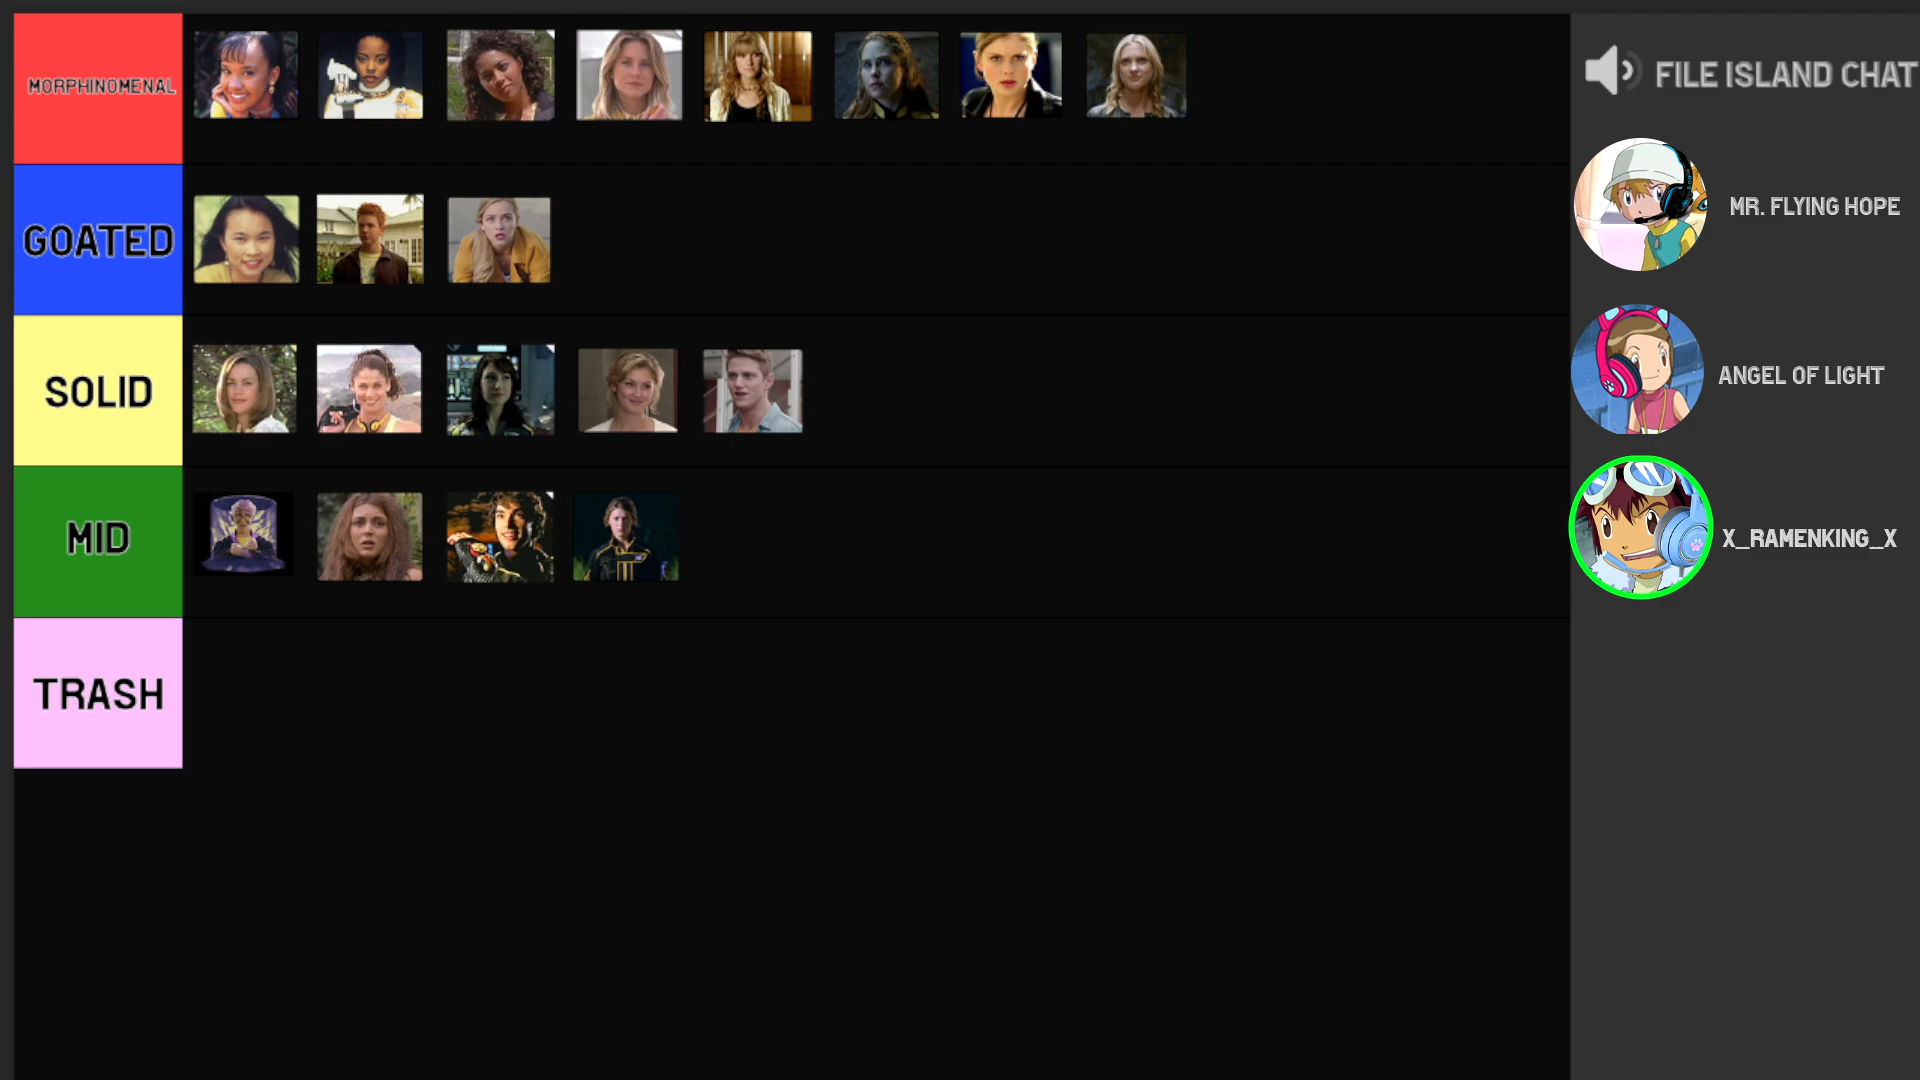 MORPHINOMENAL
GOATED
SOLID
MID
TRASH
FILE ISLAND CHAT
MR. FLYING HOPE
ANGEL OF LIGHT
X_RAMENKING_X